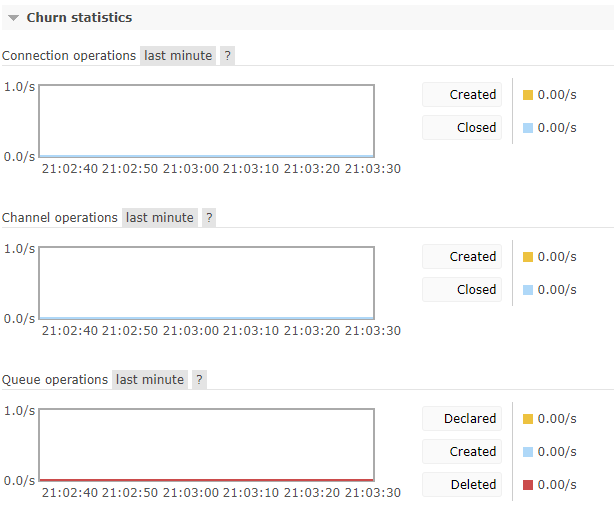 Churn statistics
Connection operations last minute ?
1.0/s
0.0/s
21:02:40 21:02:50 21:03:00 21:03:10 21:03:20 21:03:30
Created 0.00/s
Closed 0.00/s
Channel operations last minute ?
1.0/s
0.0/s
21:02:40 21:02:50 21:03:00 21:03:10 21:03:20 21:03:30
Created 0.00/s
Closed 0.00/s
Queue operations last minute ?
1.0/s
0.0/s
21:02:40 21:02:50 21:03:00 21:03:10 21:03:20 21:03:30
Declared 0.00/s
Created 0.00/s
Deleted 0.00/s